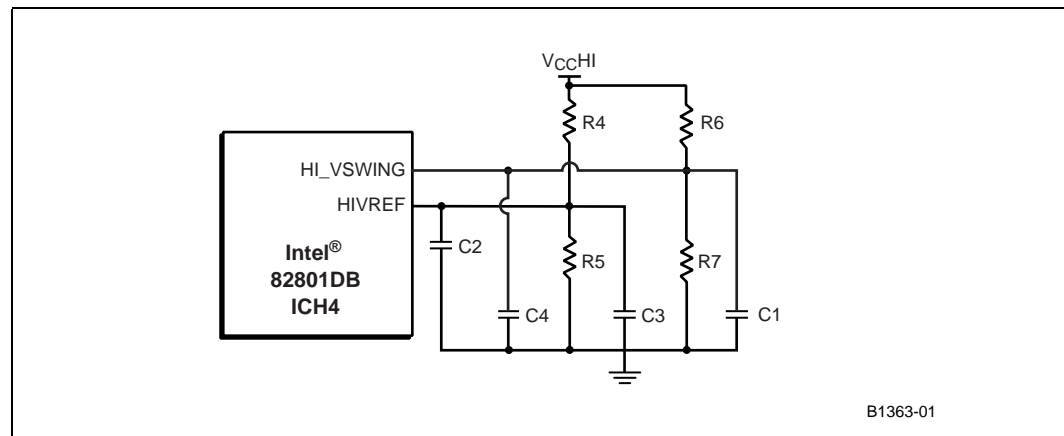 VCCHI
R4
R6
HI_VSWING
HIVREF
Intel®
82801DB
ICH4
C2
R5
R7
C4
C3
C1
B1363-01